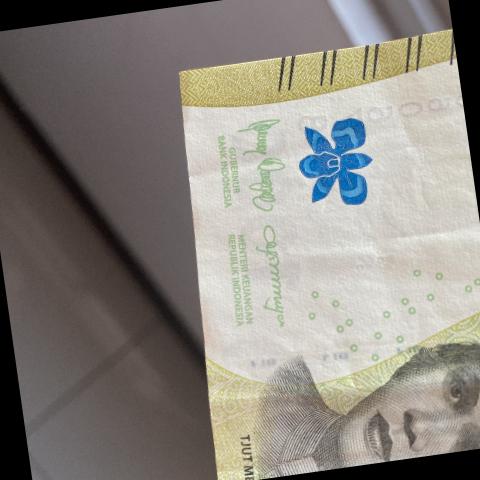 GUBERNUR
BANK INDONESIA
MENTERI KEUANGAN
REPUBLIK INDONESIA
TJUT M